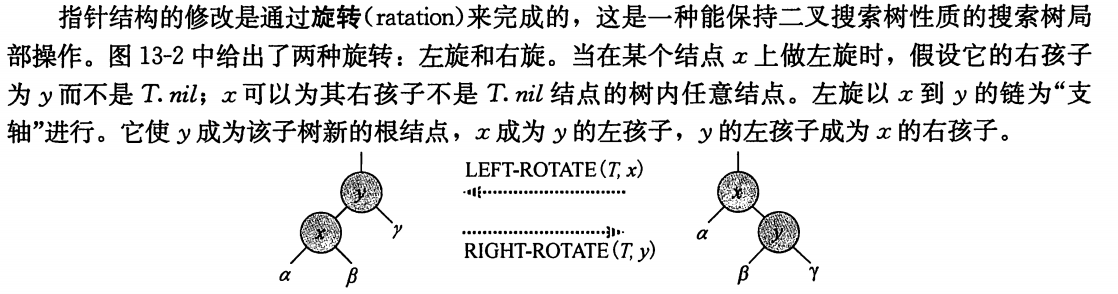 指针结构的修改是通过旋转(ratation)来完成的，这是一种能保持二叉搜索树性质的搜索树局
部操作。图 13-2 中给出了两种旋转：左旋和右旋。当在某个结点 x 上做左旋时，假设它的右孩子
为 y 而不是 T. nil；x 可以为其右孩子不是 T. nil 结点的树内任意结点。左旋以 x 到 y 的链为“支
轴”进行。它使 y 成为该子树新的根结点，x 成为 y 的左孩子，y 的左孩子成为 x 的右孩子。
LEFT-ROTATE(T, x)
y
x
α
β
γ
RIGHT-ROTATE(T, y)
x
α
y
β
γ